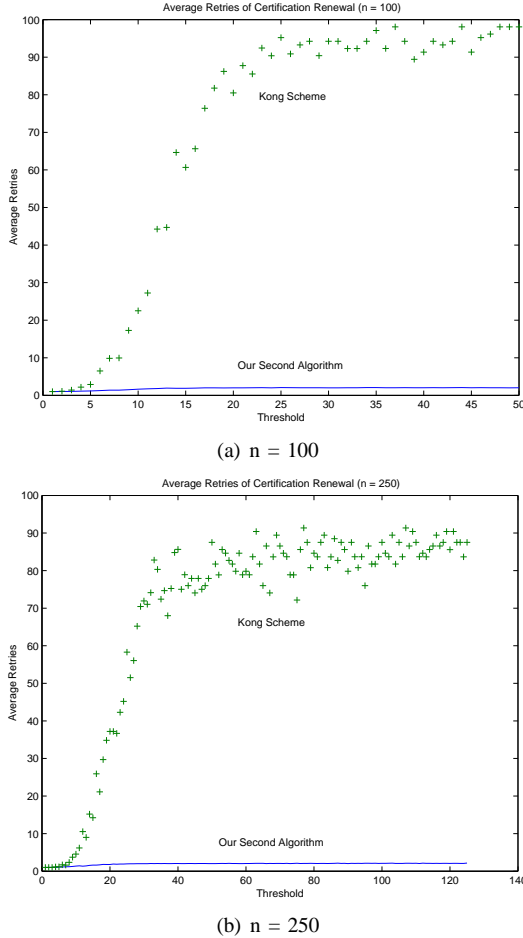 Average Retries of Certification Renewal (n = 100)
100
90
80
70
60
50
40
30
20
10
0
Average Retries
Kong Scheme
Our Second Algorithm
0 5 10 15 20 25 30 35 40 45 50
Threshold
(a) n = 100
Average Retries of Certification Renewal (n = 250)
100
90
80
70
60
50
40
30
20
10
0
Average Retries
Kong Scheme
Our Second Algorithm
0 20 40 60 80 100 120 140
Threshold
(b) n = 250